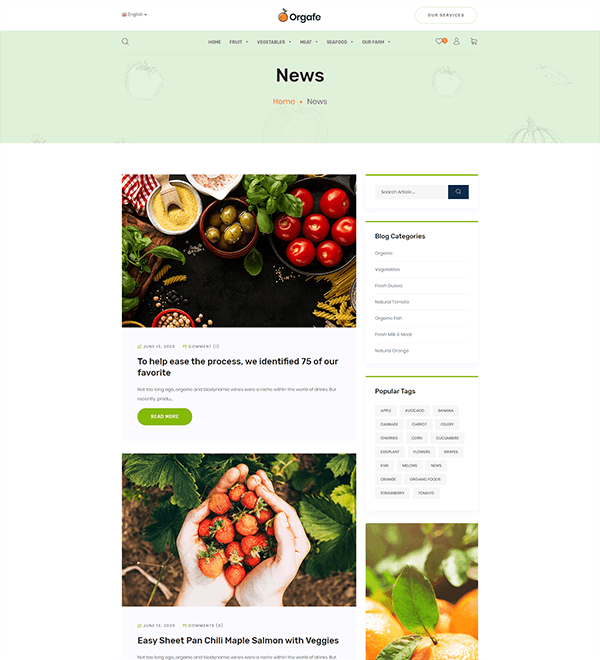 English
Orgafe
OUR SERVICES
HOME FRUIT VEGETABLES MEAT SEAFOOD OUR FARM
News
Home • News
Search Article ...
JUNE 13, 2020 COMMENT (1)
To help ease the process, we identified 75 of our
favorite
Not too long ago, organic and biodynamic wines were a niche within the world of drinks. But
recently, produ...
READ MORE
JUNE 13, 2020 COMMENTS (0)
Easy Sheet Pan Chili Maple Salmon with Veggies
Not too long ago, organic and biodynamic wines were a niche within the world of drinks. But
Blog Categories
Organic
Vegatables
Fresh Guava
Natural Tomato
Organic Fish
Fresh Milk & Meat
Natural Orange
Popular Tags
APPLE AVOCADO BANANA
CABBAGE CARROT CELERY
CHERRIES CORN CUCUMBERS
EGGPLANT FLOWERS GRAPES
KIWI MELONS NEWS
ORANGE ORGANIC FOODS
STRAWBERRY TOMATO